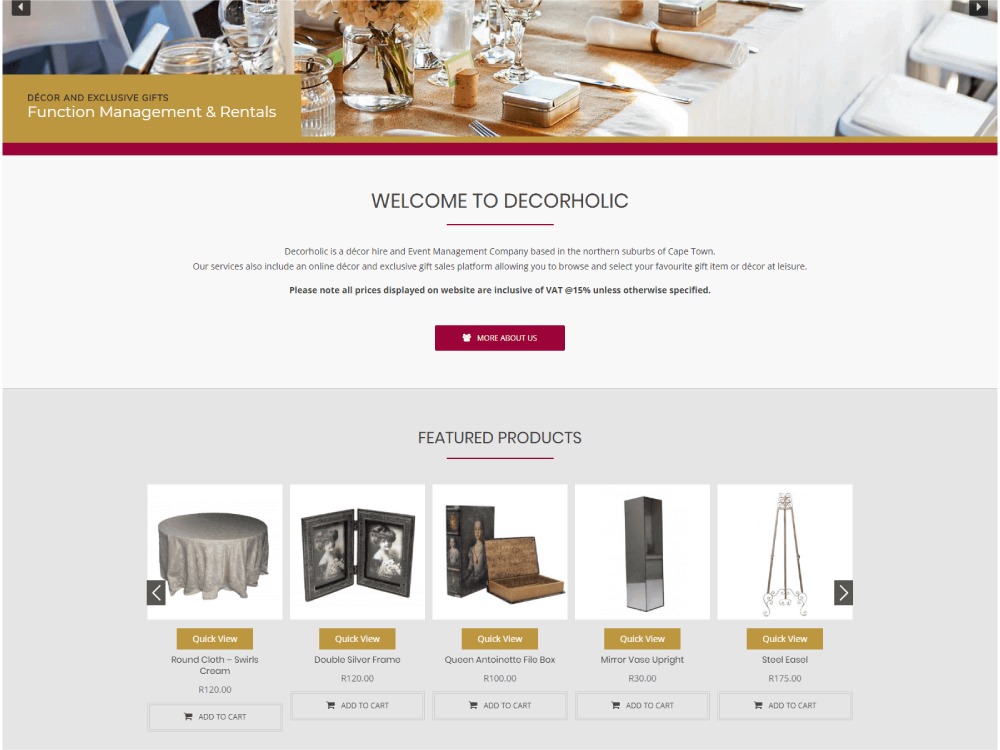 DÉCOR AND EXCLUSIVE GIFTS
Function Management & Rentals
WELCOME TO DECORHOLIC
Decorholic is a décor hire and Event Management Company based in the northern suburbs of Cape Town.
Our services also include an online décor and exclusive gift sales platform allowing you to browse and select your favourite gift item or décor at leisure.
Please note all prices displayed on website are inclusive of VAT @15% unless otherwise specified.
MORE ABOUT US
FEATURED PRODUCTS
Quick View
Round Cloth – Swirls
Cream
R120.00
ADD TO CART
Quick View
Double Silver Frame
R120.00
ADD TO CART
Quick View
Queen Antoinette File Box
R100.00
ADD TO CART
Quick View
Mirror Vase Upright
R30.00
ADD TO CART
Quick View
Steel Easel
R175.00
ADD TO CART